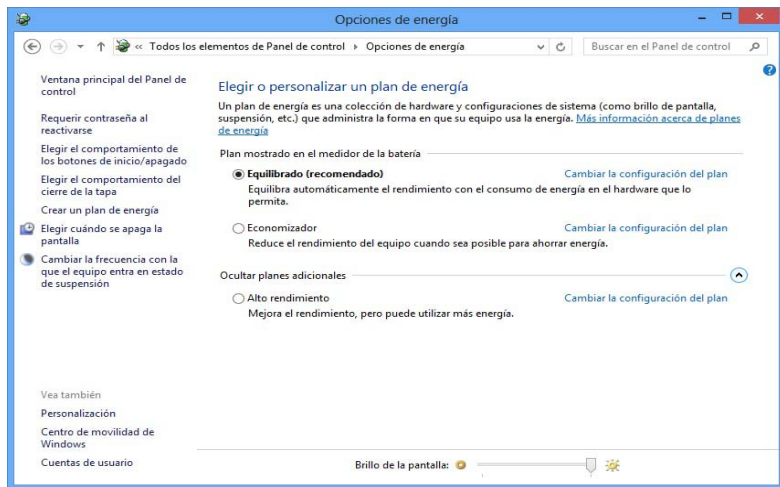 Opciones de energía
« Todos los elementos de Panel de control ▸ Opciones de energía
Buscar en el Panel de control
Ventana principal del Panel de
control
Requerir contraseña al
reactivarse
Elegir el comportamiento de
los botones de inicio/apagado
Elegir el comportamiento del
cierre de la tapa
Crear un plan de energía
Elegir cuándo se apaga la
pantalla
Cambiar la frecuencia con la
que el equipo entra en estado
de suspensión
Vea también
Personalización
Centro de movilidad de
Windows
Cuentas de usuario
Elegir o personalizar un plan de energía
Un plan de energía es una colección de hardware y configuraciones de sistema (como brillo de pantalla,
suspensión, etc.) que administra la forma en que su equipo usa la energía. Más información acerca de planes
de energía
Plan mostrado en el medidor de la batería
Equilibrado (recomendado) Cambiar la configuración del plan
Equilibra automáticamente el rendimiento con el consumo de energía en el hardware que lo
permita.
Economizador Cambiar la configuración del plan
Reduce el rendimiento del equipo cuando sea posible para ahorrar energía.
Ocultar planes adicionales
Alto rendimiento Cambiar la configuración del plan
Mejora el rendimiento, pero puede utilizar más energía.
Brillo de la pantalla: